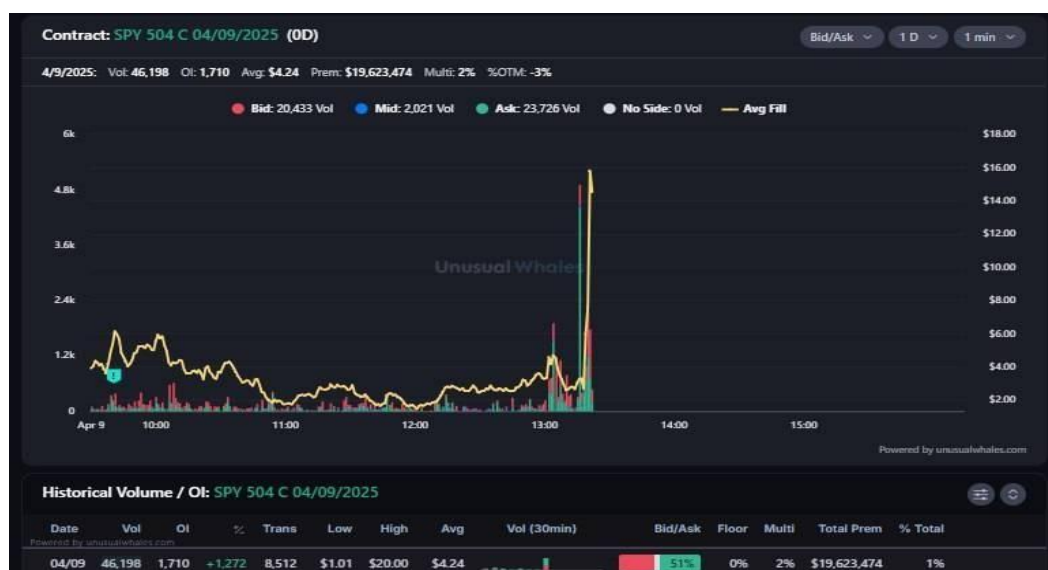 Contract: SPY 504 C 04/09/2025 (0D)
Bid/Ask 1 D 1 min
4/9/2025: Vol: 46,198 OI: 1,710 Avg: $4.24 Prem: $19,623,474 Multi: 2% %OTM: -3%
Bid: 20,433 Vol Mid: 2,021 Vol Ask: 23,726 Vol No Side: 0 Vol Avg Fill
6k $18.00
$16.00
4.8k
$14.00
$12.00
3.6k
Unusual Whales $10.00
2.4k $8.00
$6.00
1.2k
$4.00
$2.00
0
Apr 9 10:00 11:00 12:00 13:00 14:00 15:00
Powered by unusualwhales.com
Historical Volume / OI: SPY 504 C 04/09/2025
Date Vol OI % Trans Low High Avg Vol (30min) Bid/Ask Floor Multi Total Prem % Total
Powered by unusualwhales.com
04/09 46,198 1,710 +1,272 8,512 $1.01 $20.00 $4.24 51% 0% 2% $19,623,474 1%